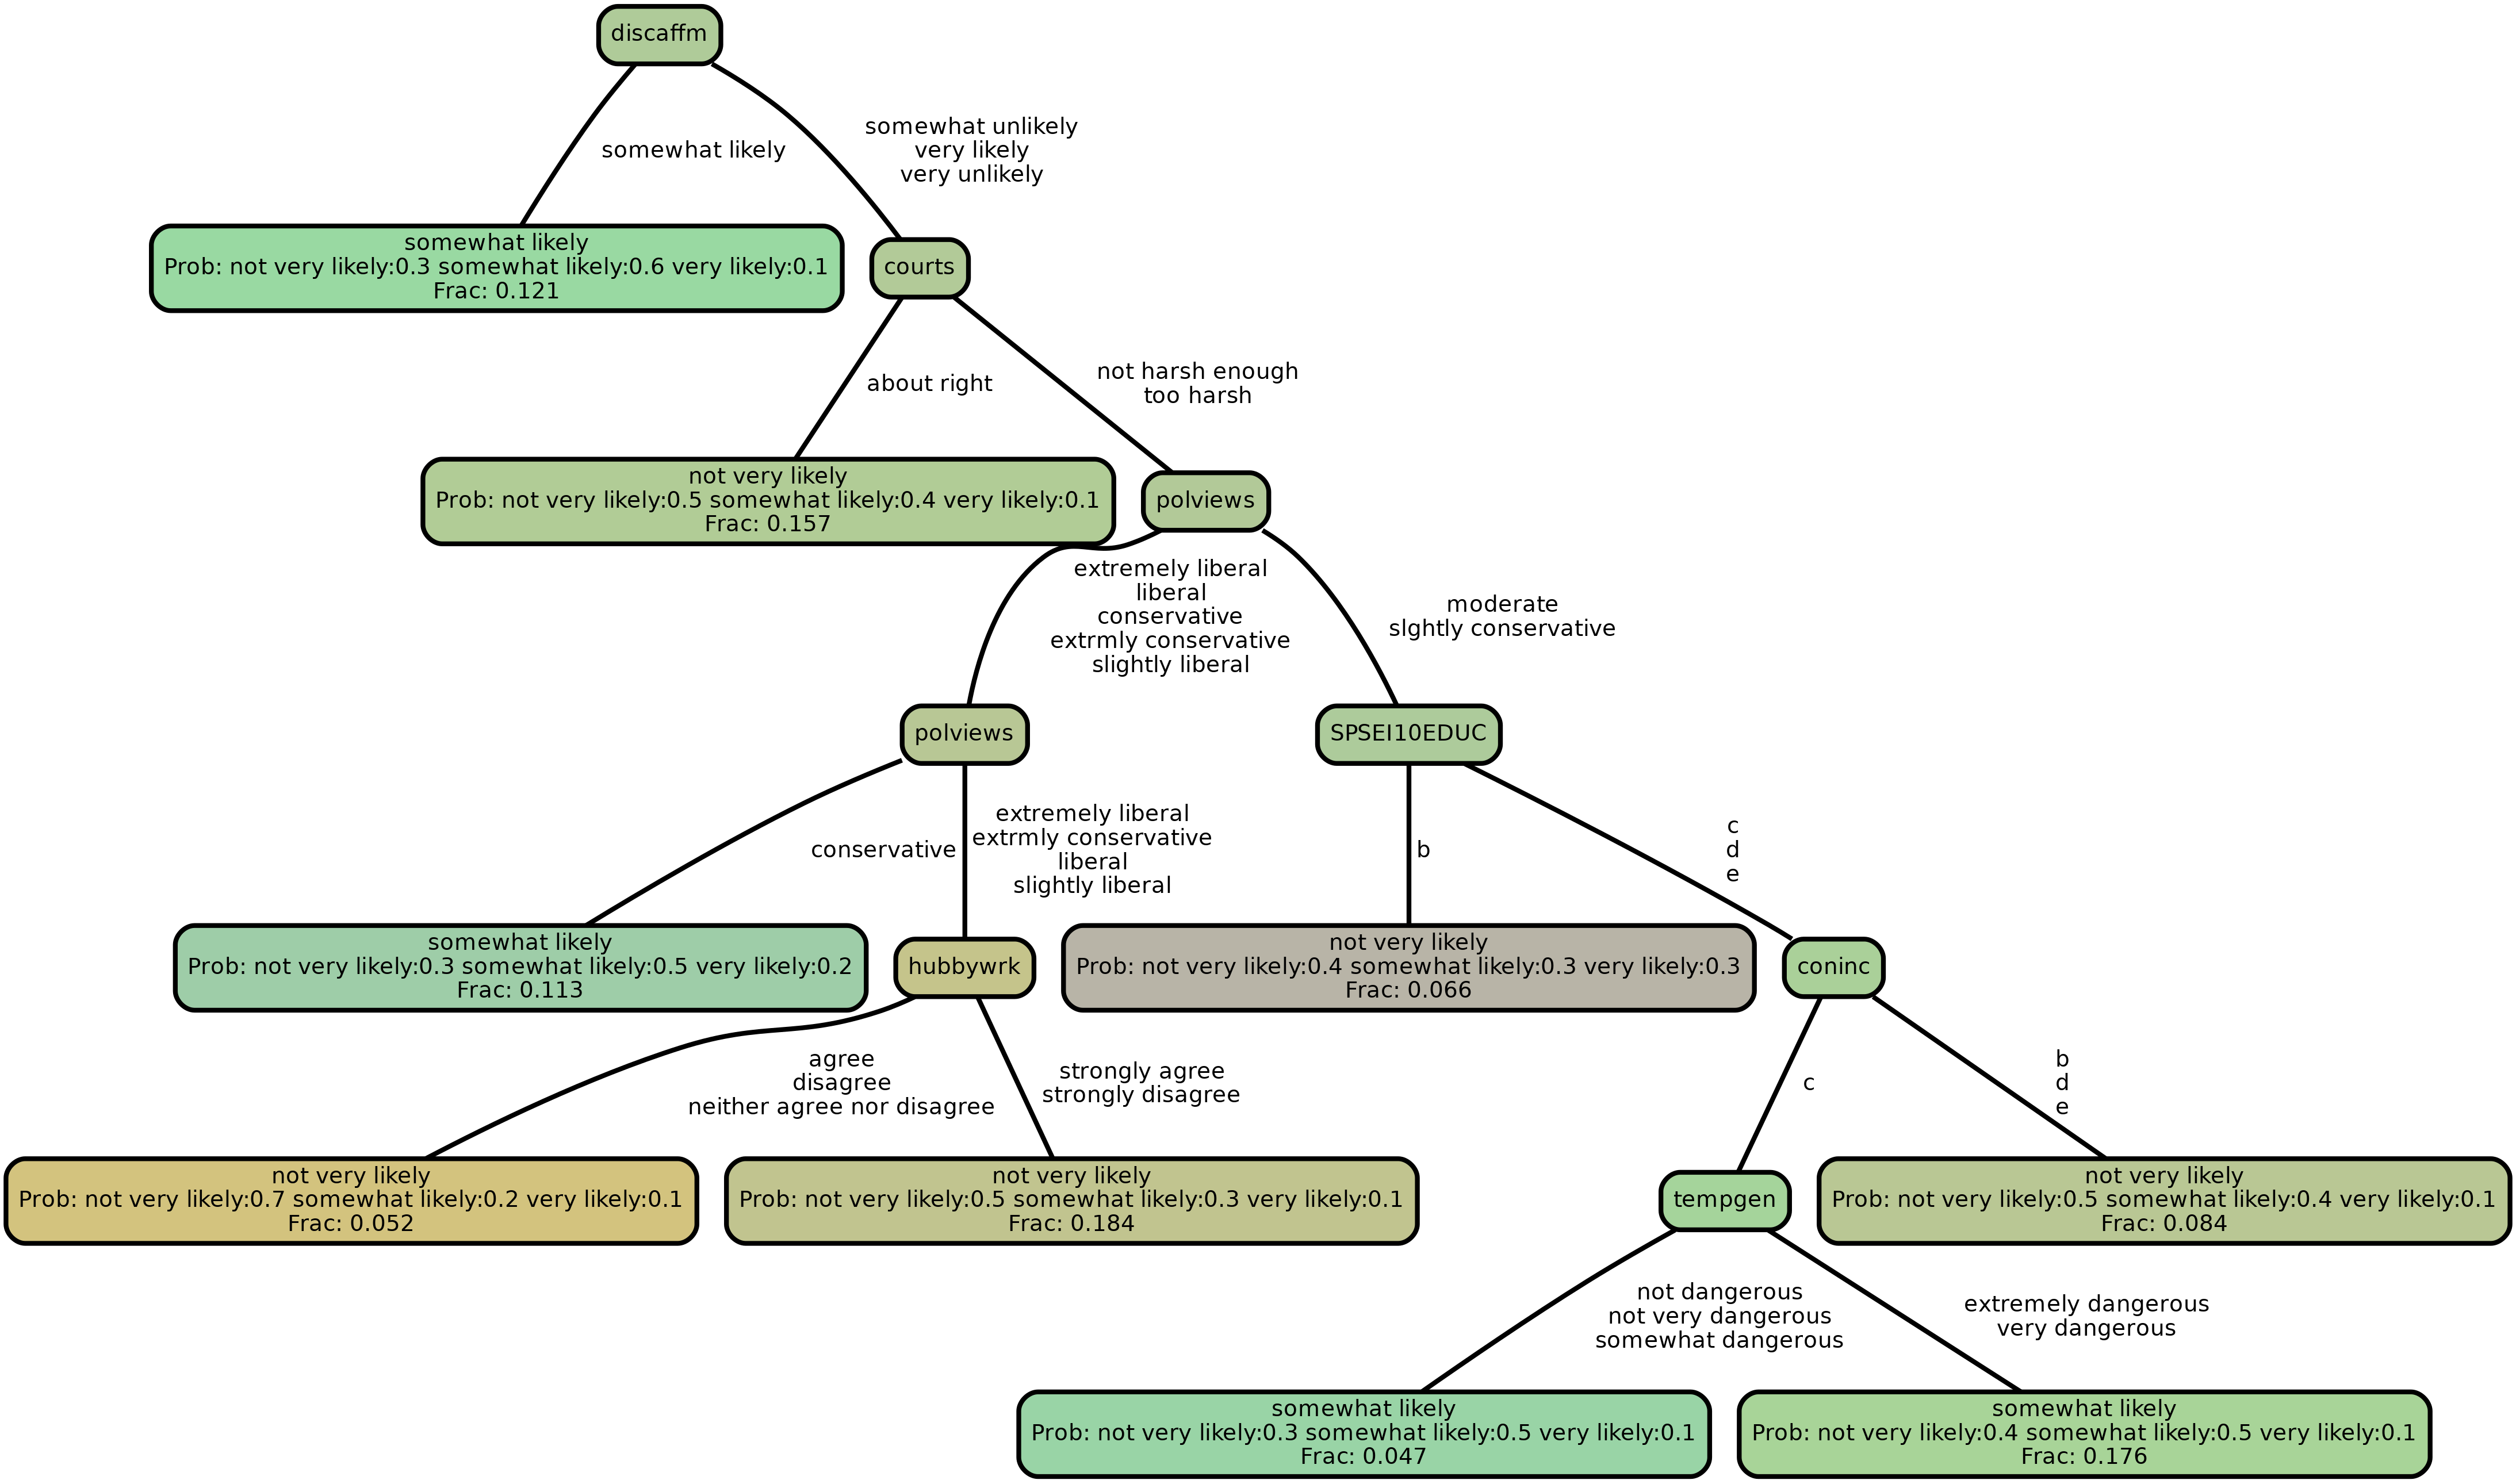 discaffm
somewhat likely
somewhat unlikely
very likely
very unlikely
somewhat likely
Prob: not very likely:0.3 somewhat likely:0.6 very likely:0.1
Frac: 0.121
courts
about right
not harsh enough
too harsh
not very likely
Prob: not very likely:0.5 somewhat likely:0.4 very likely:0.1
Frac: 0.157
polviews
extremely liberal
liberal
conservative
extrmly conservative
slightly liberal
moderate
slghtly conservative
polviews
SPSEI10EDUC
conservative
extremely liberal
extrmly conservative
liberal
slightly liberal
b
c
d
e
somewhat likely
Prob: not very likely:0.3 somewhat likely:0.5 very likely:0.2
Frac: 0.113
hubbywrk
not very likely
Prob: not very likely:0.4 somewhat likely:0.3 very likely:0.3
Frac: 0.066
coninc
agree
disagree
neither agree nor disagree
strongly agree
strongly disagree
c
b
d
e
not very likely
Prob: not very likely:0.7 somewhat likely:0.2 very likely:0.1
Frac: 0.052
not very likely
Prob: not very likely:0.5 somewhat likely:0.3 very likely:0.1
Frac: 0.184
tempgen
not very likely
Prob: not very likely:0.5 somewhat likely:0.4 very likely:0.1
Frac: 0.084
not dangerous
not very dangerous
somewhat dangerous
extremely dangerous
very dangerous
somewhat likely
Prob: not very likely:0.3 somewhat likely:0.5 very likely:0.1
Frac: 0.047
somewhat likely
Prob: not very likely:0.4 somewhat likely:0.5 very likely:0.1
Frac: 0.176